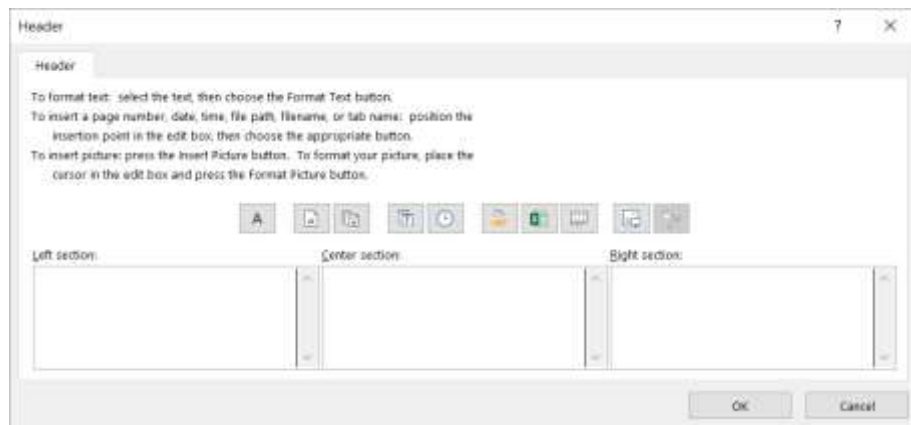 Header
?
Header
To format text: select the text, then choose the Format Text button.
To insert a page number, date, time, file path, filename, or tab name: position the
insertion point in the edit box, then choose the appropriate button.
To insert picture: press the Insert Picture button. To format your picture, place the
cursor in the edit box and press the Format Picture button.
A
Left section:
Center section:
Right section:
OK
Cancel